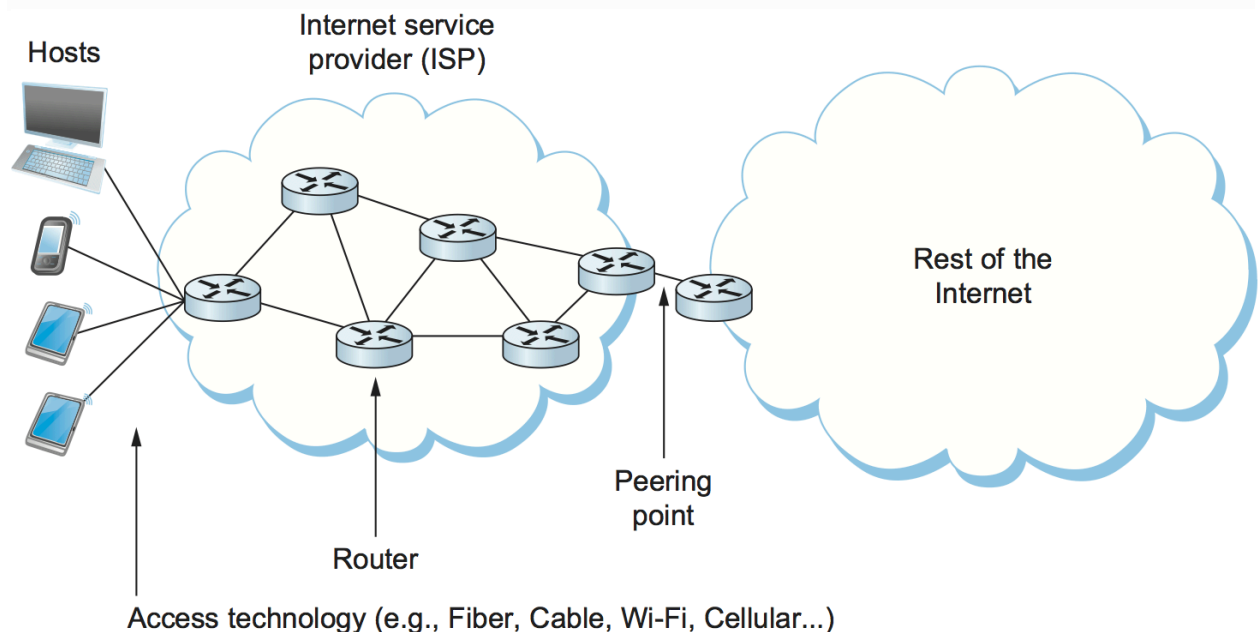 Internet service
provider (ISP)
Hosts
Rest of the
Internet
Peering
point
Router
Access technology (e.g., Fiber, Cable, Wi-Fi, Cellular...)